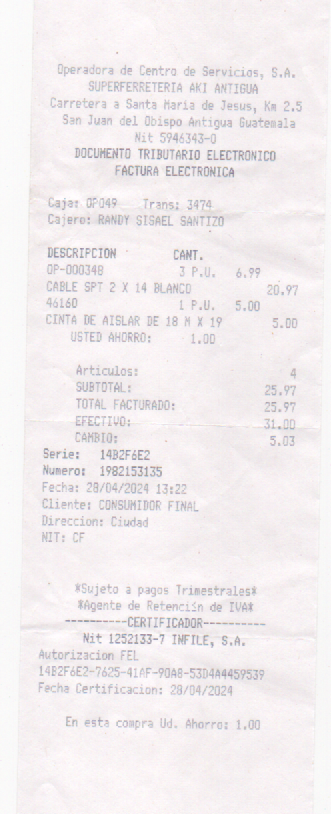 Operadora de Centro de Servicios, S.A.
SUPERFERRETERIA AKI ANTIGUA
Carretera a Santa Maria de Jesus, Km 2.5
San Juan del Obispo Antigua Guatemala
Nit 5946343-0
DOCUMENTO TRIBUTARIO ELECTRONICO
FACTURA ELECTRONICA
Caja: OP049 Trans: 3474
Cajero: RANDY SISAEL SANTIZO
DESCRIPCION CANT.
OP-000348 3 P.U. 6.99
CABLE SPT 2 X 14 BLANCO 20.97
46160 1 P.U. 5.00
CINTA DE AISLAR DE 18 M X 19 5.00
USTED AHORRO: 1.00
Articulos: 4
SUBTOTAL: 25.97
TOTAL FACTURADO: 25.97
EFECTIVO: 31.00
CAMBIO: 5.03
Serie: 14B2F6E2
Numero: 1982153135
Fecha: 28/04/2024 13:22
Cliente: CONSUMIDOR FINAL
Direccion: Ciudad
NIT: CF
*Sujeto a pagos Trimestrales*
*Agente de Retención de IVA*
----------CERTIFICADOR----------
Nit 1252133-7 INFILE, S.A.
Autorizacion FEL
14B2F6E2-7625-41AF-90A8-53D4A4459539
Fecha Certificacion: 28/04/2024
En esta compra Ud. Ahorro: 1.00